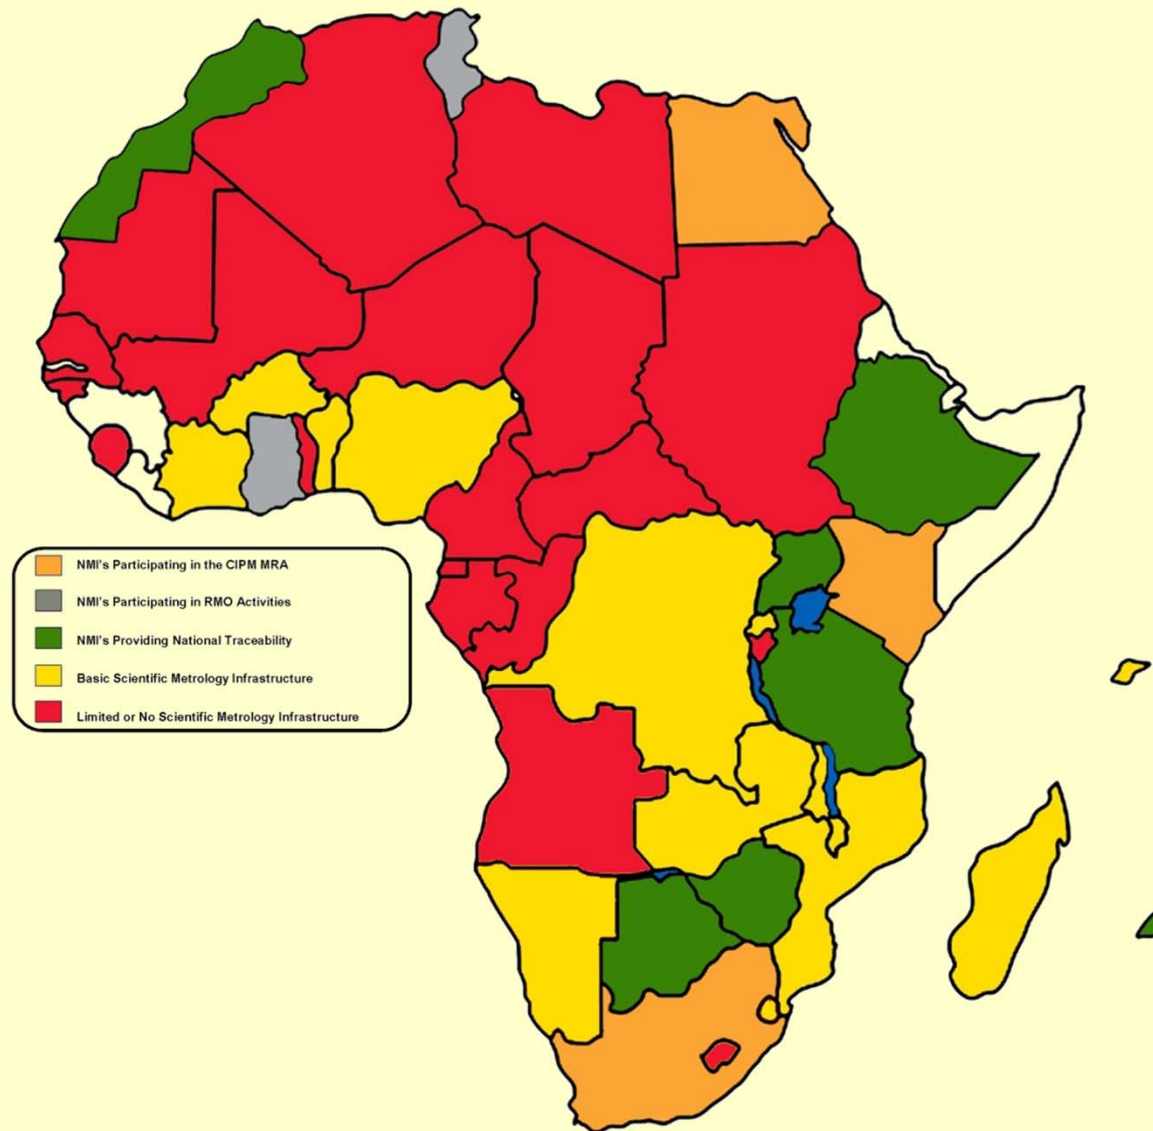 NMI's Participating in the CIPM MRA
NMI's Participating in RMO Activities
NMI's Providing National Traceability
Basic Scientific Metrology Infrastructure
Limited or No Scientific Metrology Infrastructure